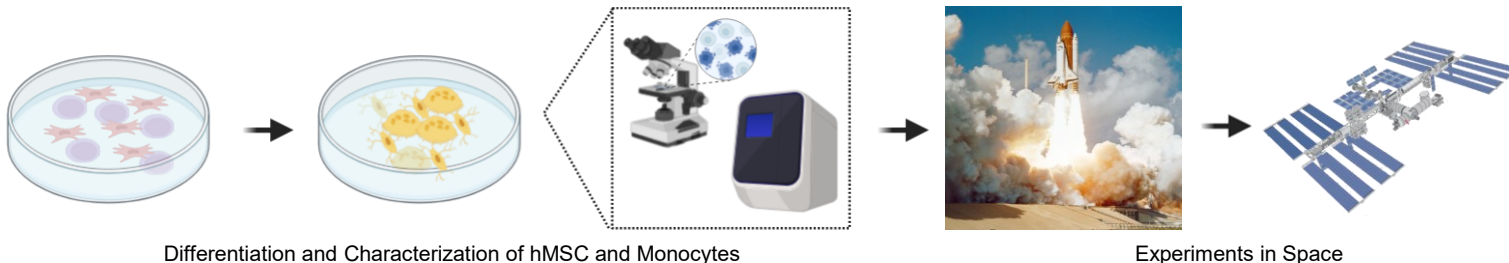 Differentiation and Characterization of hMSC and Monocytes
Experiments in Space